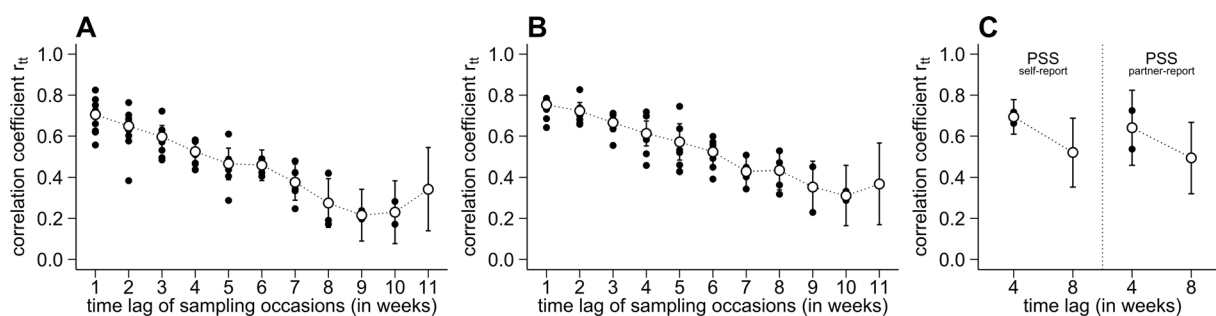 A
correlation coefficient rtt
1.0
0.8
0.6
0.4
0.2
0.0
1 2 3 4 5 6 7 8 9 10 11
time lag of sampling occasions (in weeks)
B
correlation coefficient rtt
1.0
0.8
0.6
0.4
0.2
0.0
1 2 3 4 5 6 7 8 9 10 11
time lag of sampling occasions (in weeks)
C
correlation coefficient rtt
1.0
0.8
0.6
0.4
0.2
0.0
PSS
self-report
PSS
partner-report
4 8 4 8
time lag (in weeks)